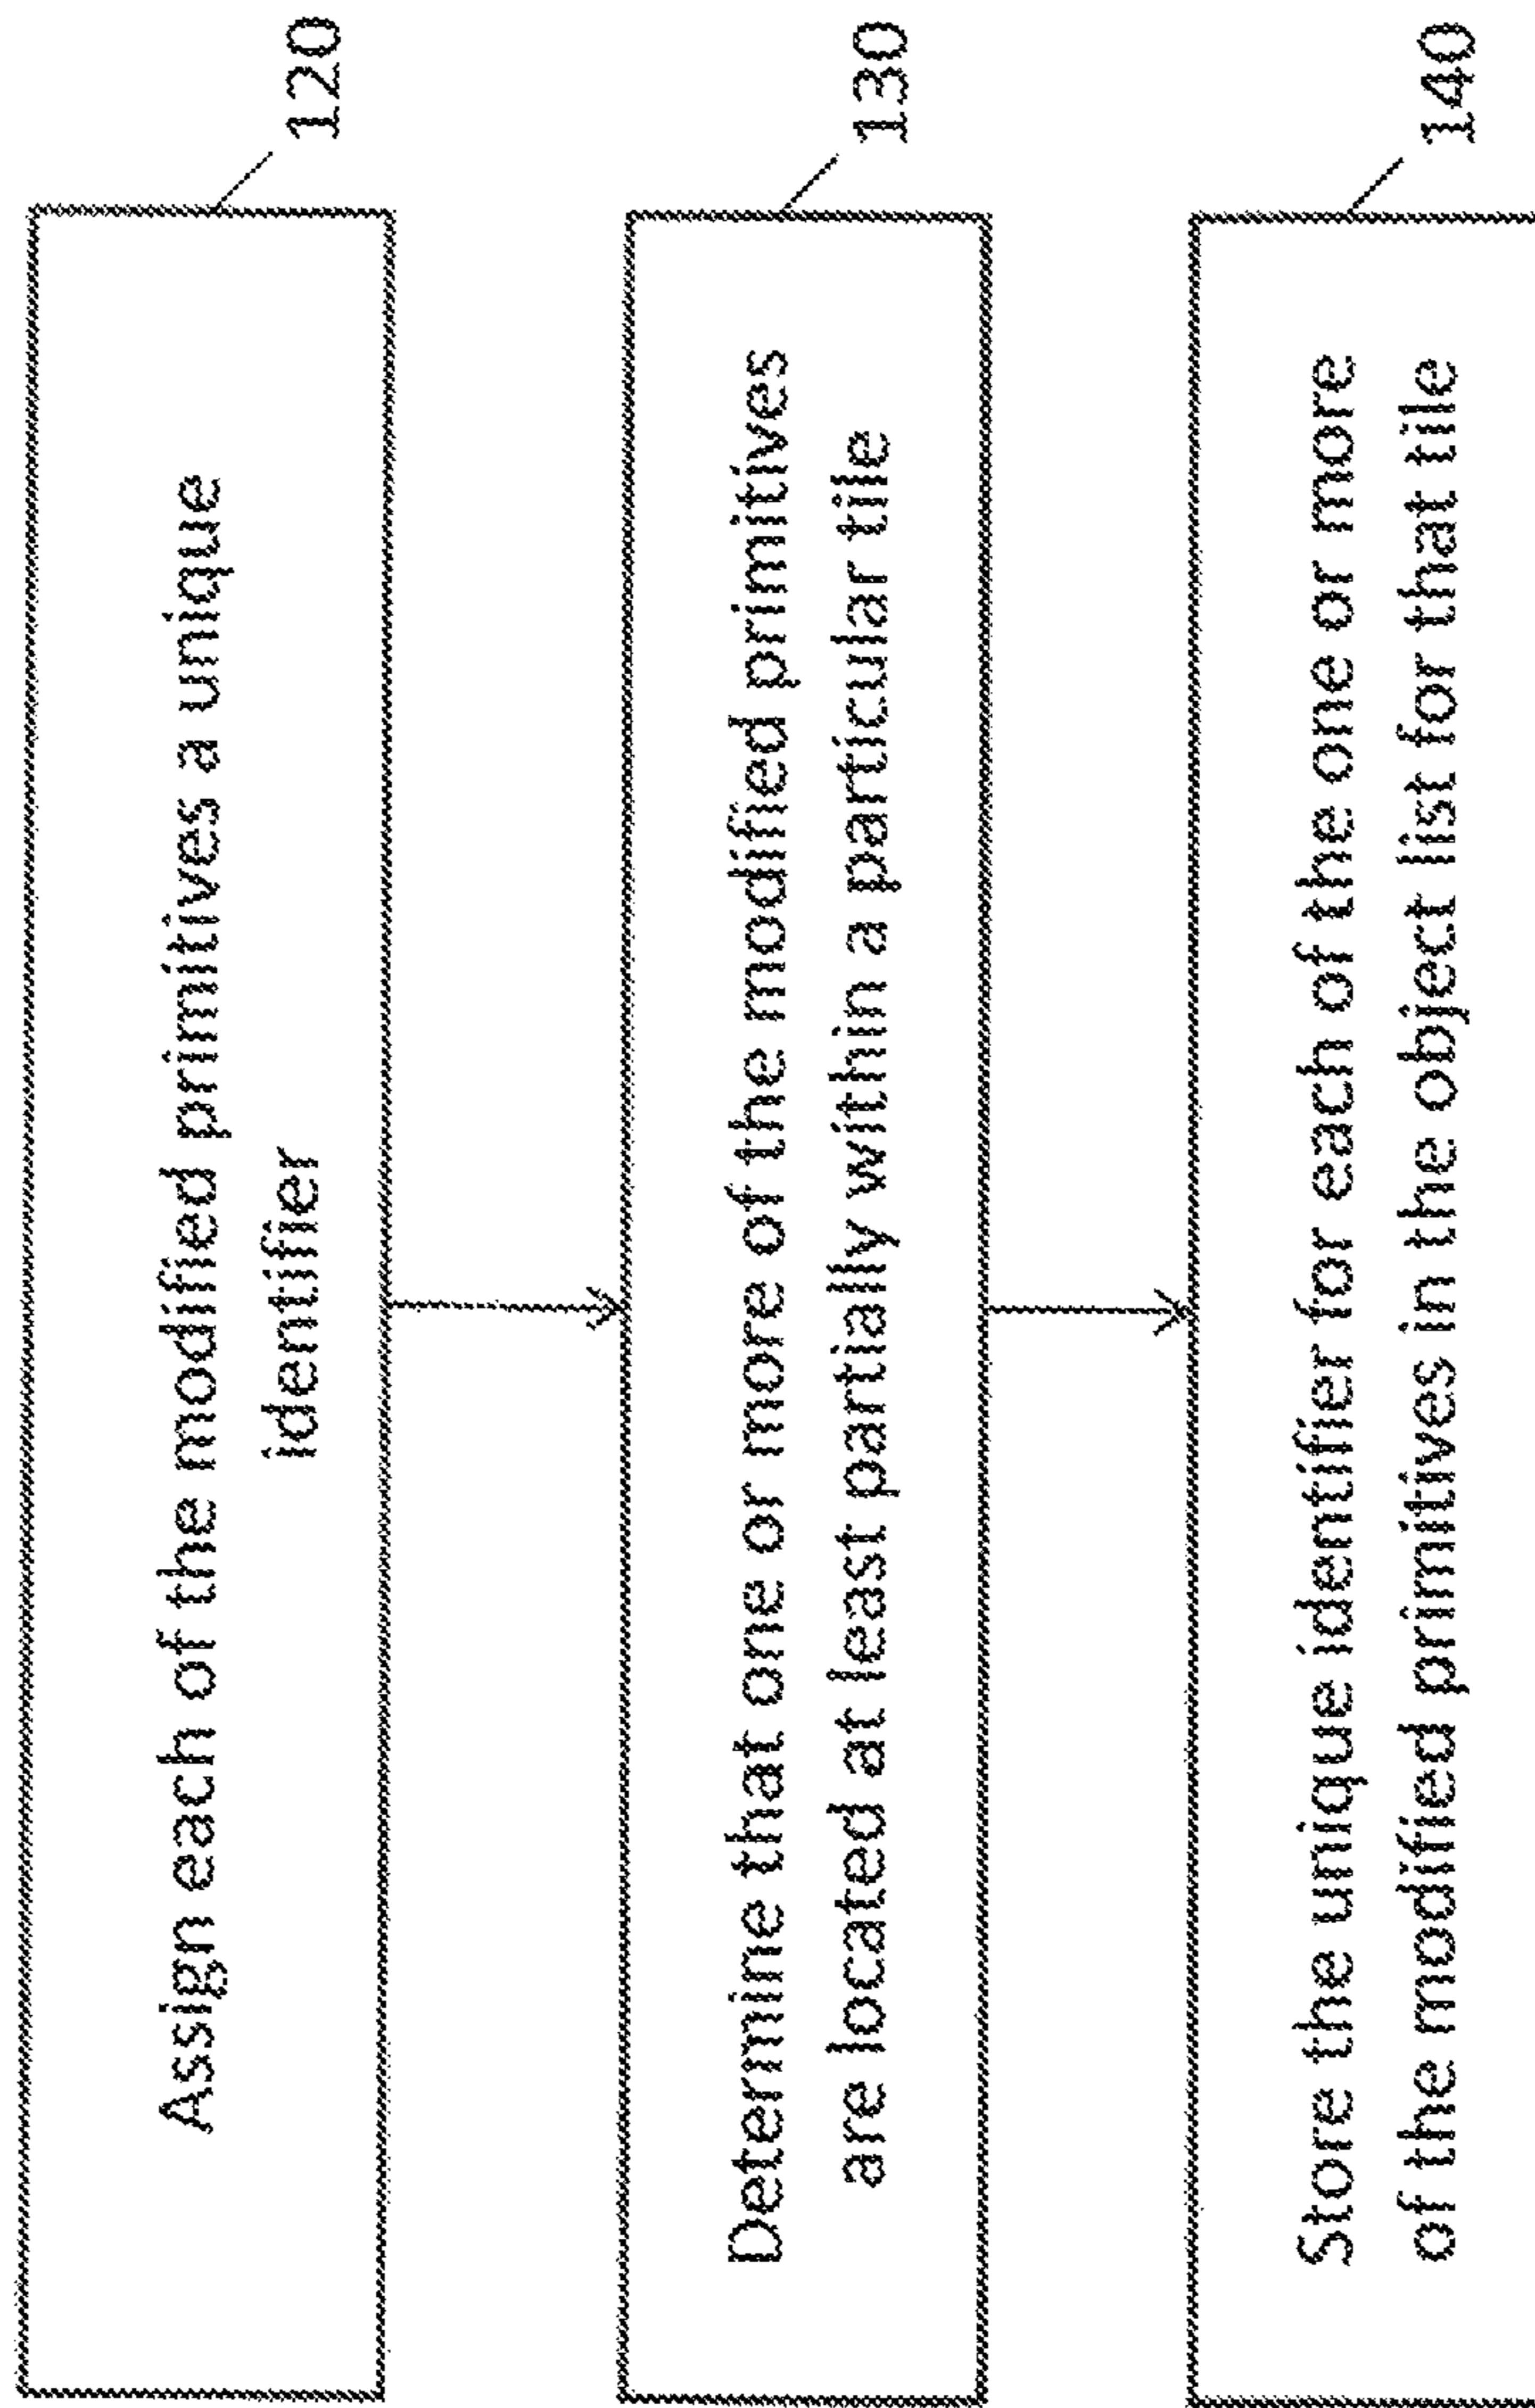 Assign each of the modified primitives a unique
identifier
120
Determine that one or more of the modified primitives
are located at least partially within a particular tile
130
Store the unique identifier for each of the one or more
of the modified primitives in the object list for that tile
140